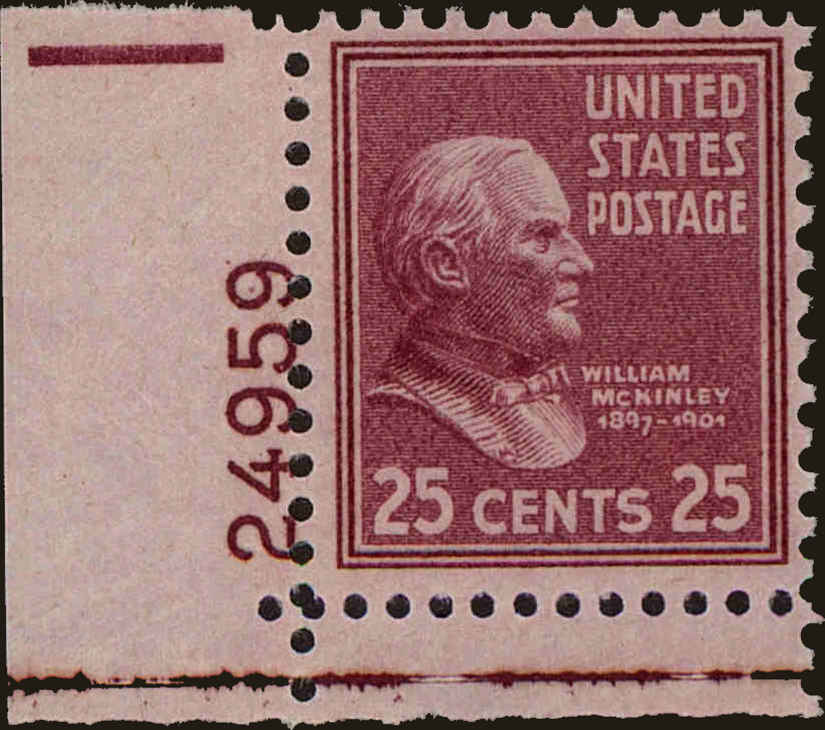 UNITED
STATES
POSTAGE
WILLIAM
MCKINLEY
1897-1901
25 CENTS 25
24959